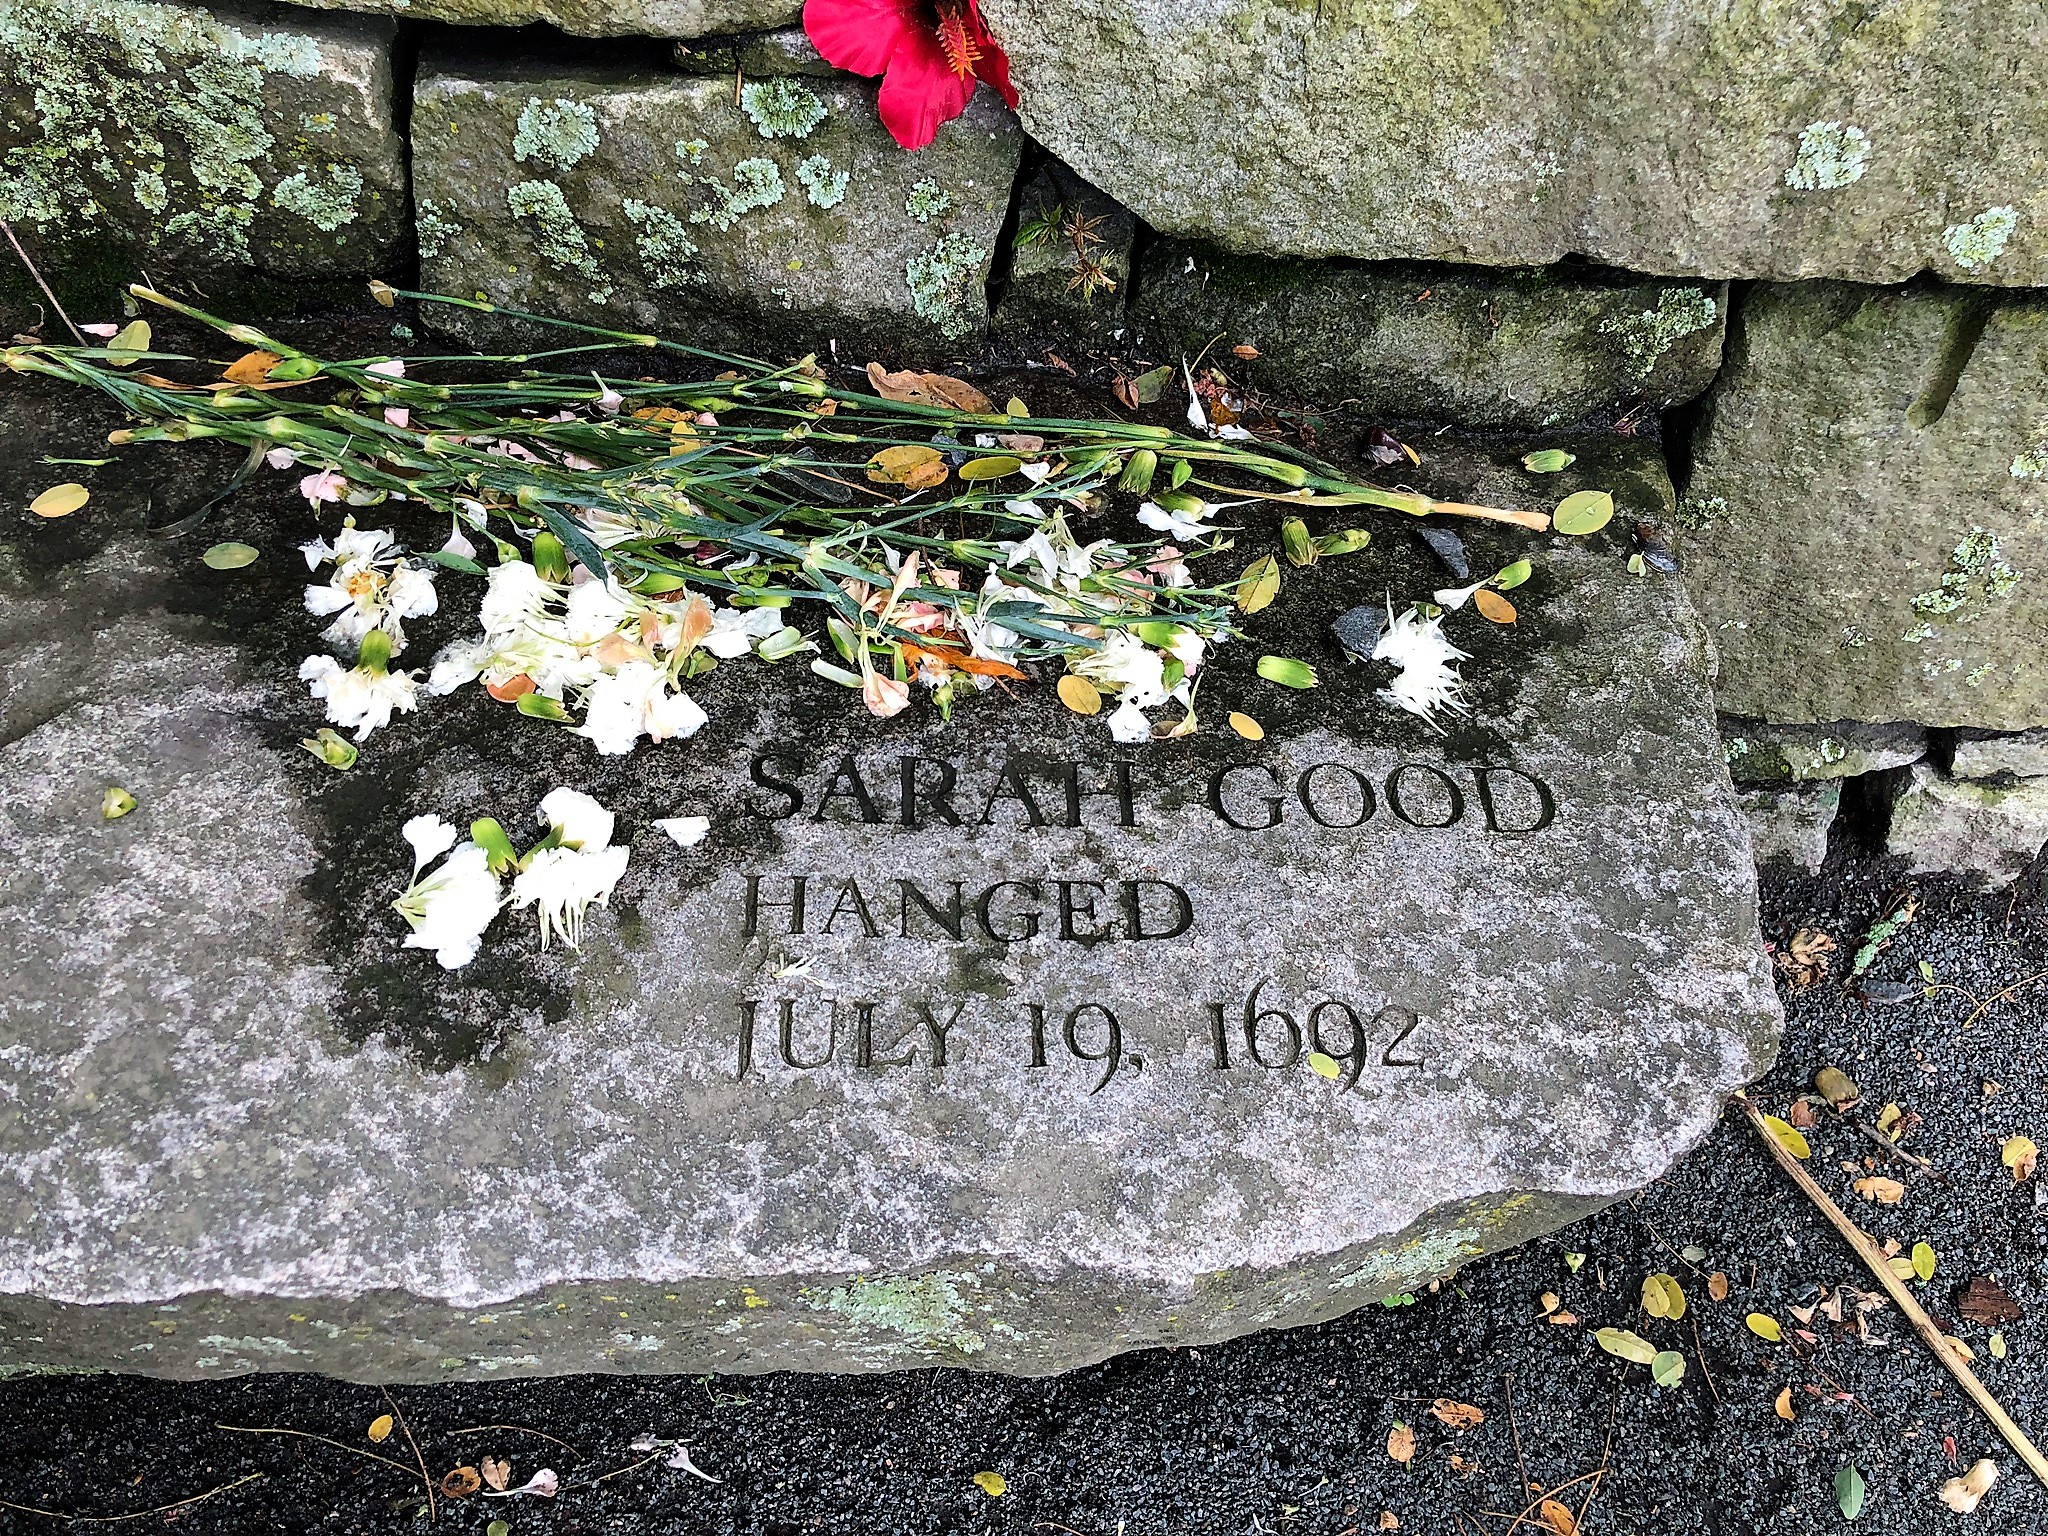 SARAH GOOD
HANGED
JULY 19, 1692